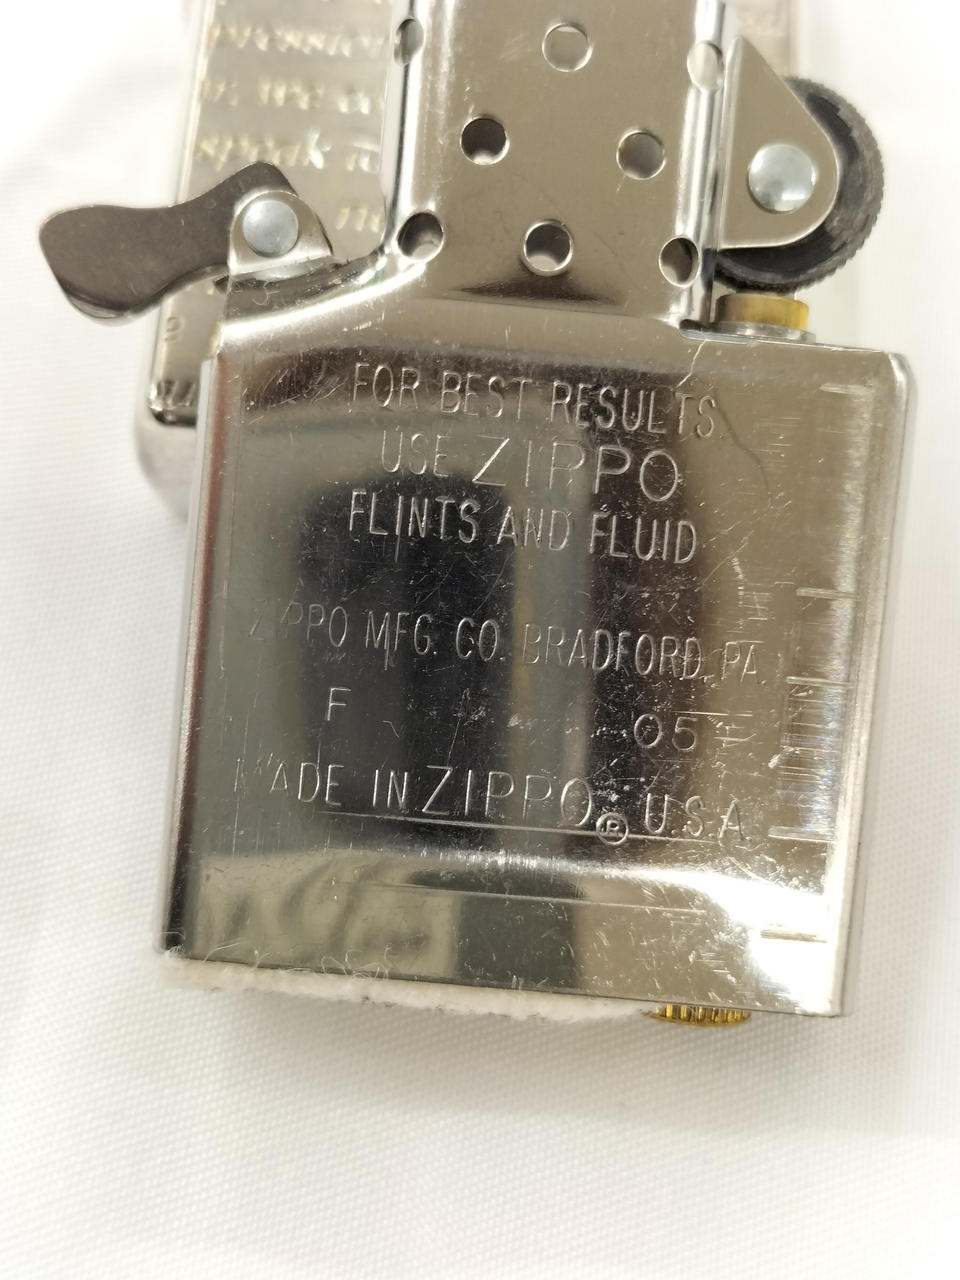 FOR BEST RESULTS
USE ZIPPO
FLINTS AND FLUID
ZIPPO MFG. CO. BRADFORD, PA.
F 05
MADE IN ZIPPO® U.S.A.